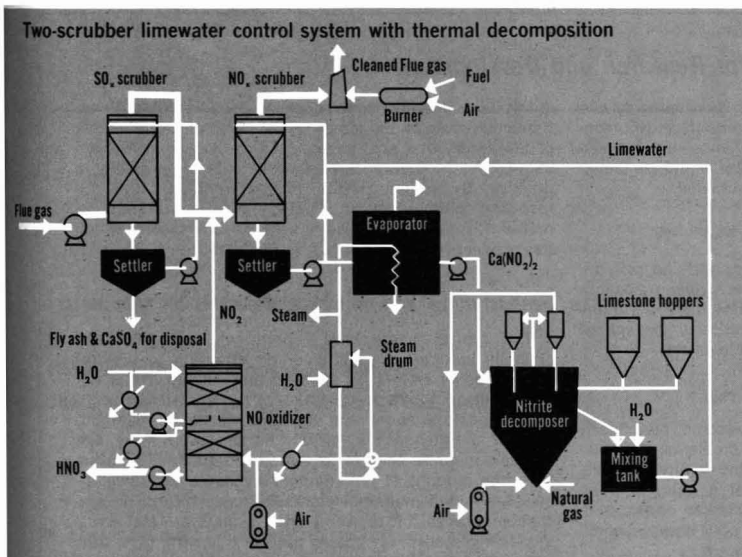 Two-scrubber limewater control system with thermal decomposition
SOx scrubber
NOx scrubber
Cleaned Flue gas
Fuel
Air
Burner
Limewater
Flue gas
Evaporator
Settler
Settler
Ca(NO2)2
NO2
Steam
Limestone hoppers
Fly ash & CaSO4 for disposal
Steam
drum
H2O
H2O
H2O
NO oxidizer
Nitrite
decomposer
Mixing
tank
HNO3
Air
Air
Natural
gas